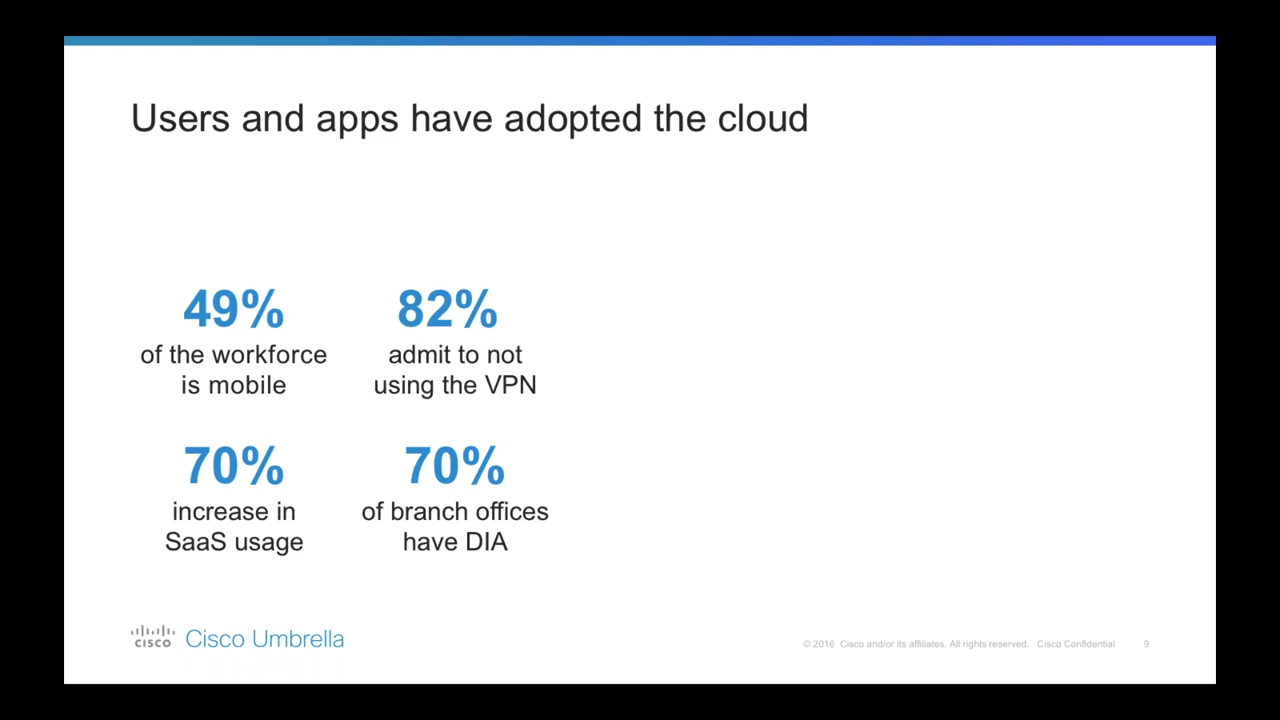 Users and apps have adopted the cloud
49%
of the workforce
is mobile
82%
admit to not
using the VPN
70%
increase in
SaaS usage
70%
of branch offices
have DIA
cisco Cisco Umbrella
© 2016 Cisco and/or its affiliates. All rights reserved. Cisco Confidential 9